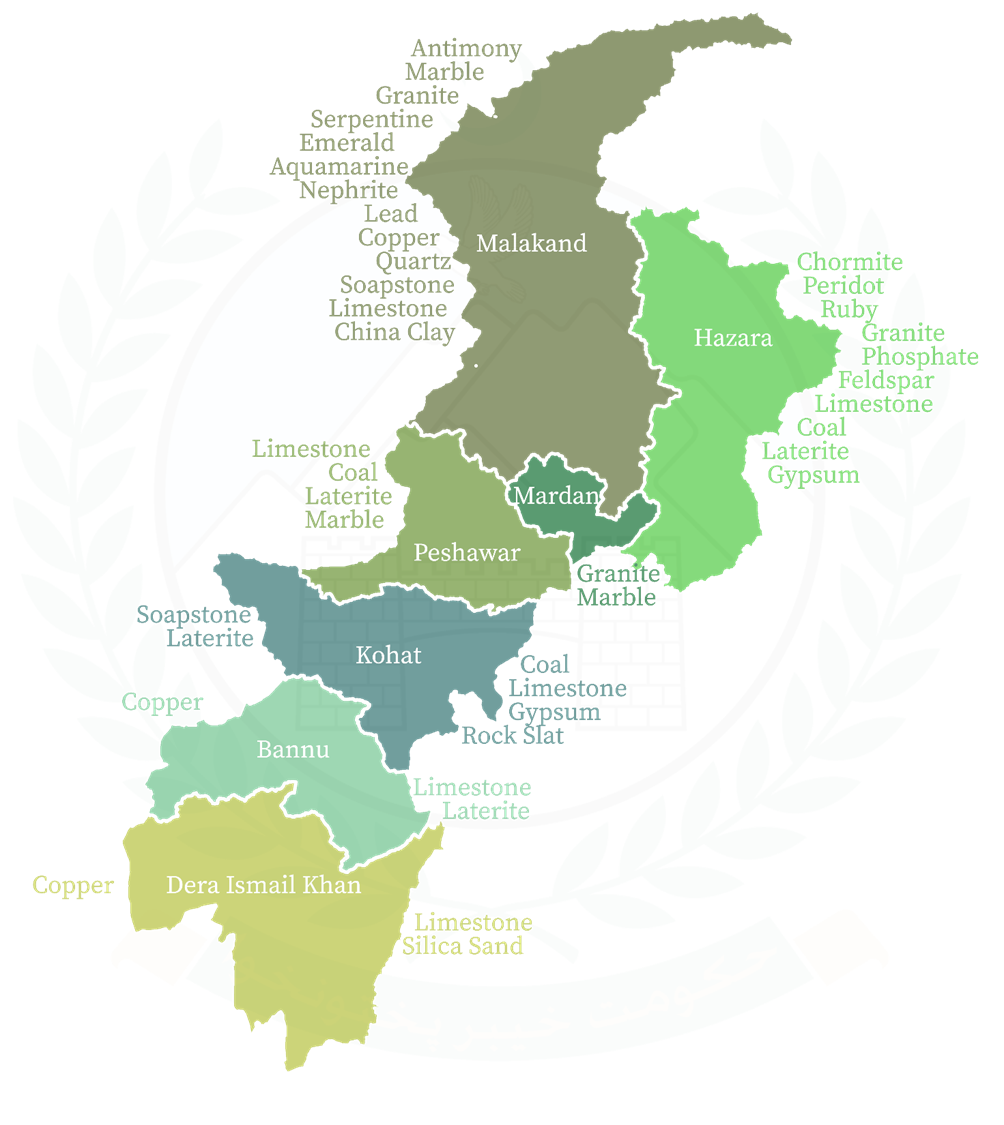 Antimony
Marble
Granite
Serpentine
Emerald
Aquamarine
Nephrite
Lead
Copper
Quartz
Soapstone
Limestone
China Clay
Malakand
Chormite
Peridot
Ruby
Granite
Phosphate
Feldspar
Limestone
Coal
Laterite
Gypsum
Hazara
Limestone
Coal
Laterite
Marble
Peshawar
Mardan
Granite
Marble
Soapstone
Laterite
Kohat
Coal
Limestone
Gypsum
Rock Slat
Copper
Bannu
Limestone
Laterite
Copper
Dera Ismail Khan
Limestone
Silica Sand